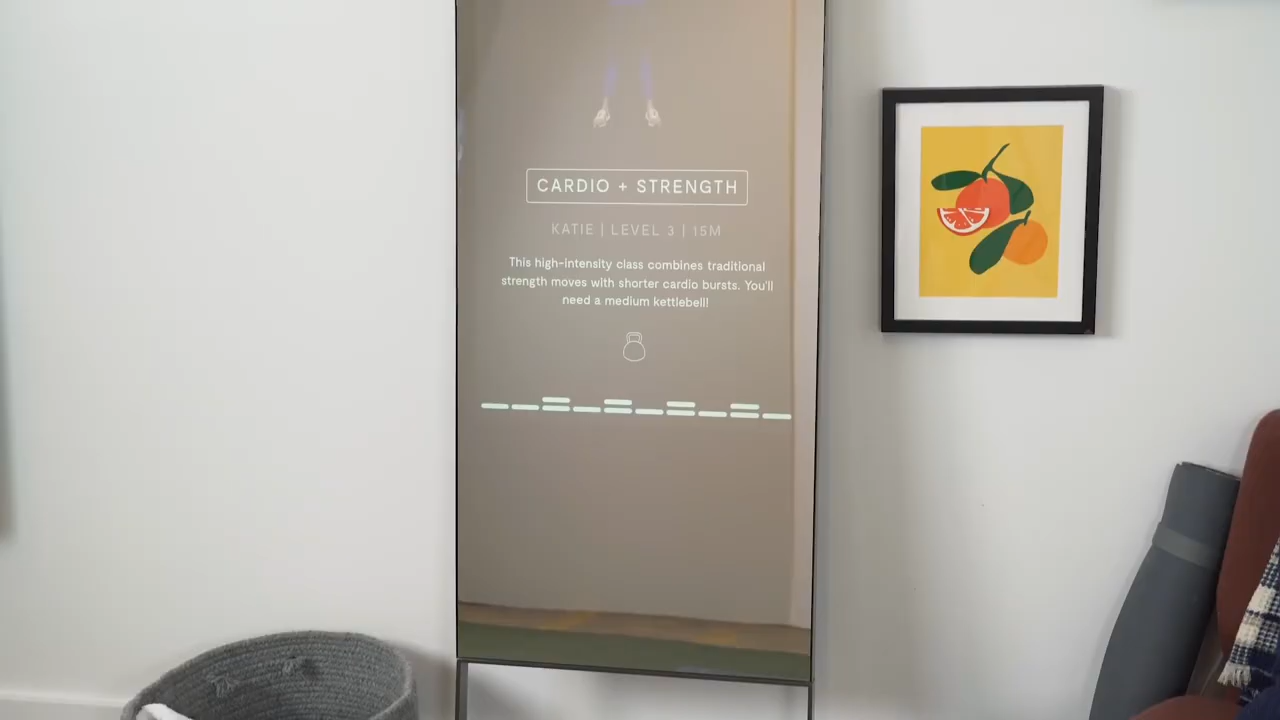 CARDIO + STRENGTH
KATIE | LEVEL 3 | 15M
This high-intensity class combines traditional
strength moves with shorter cardio bursts. You'll
need a medium kettlebell!